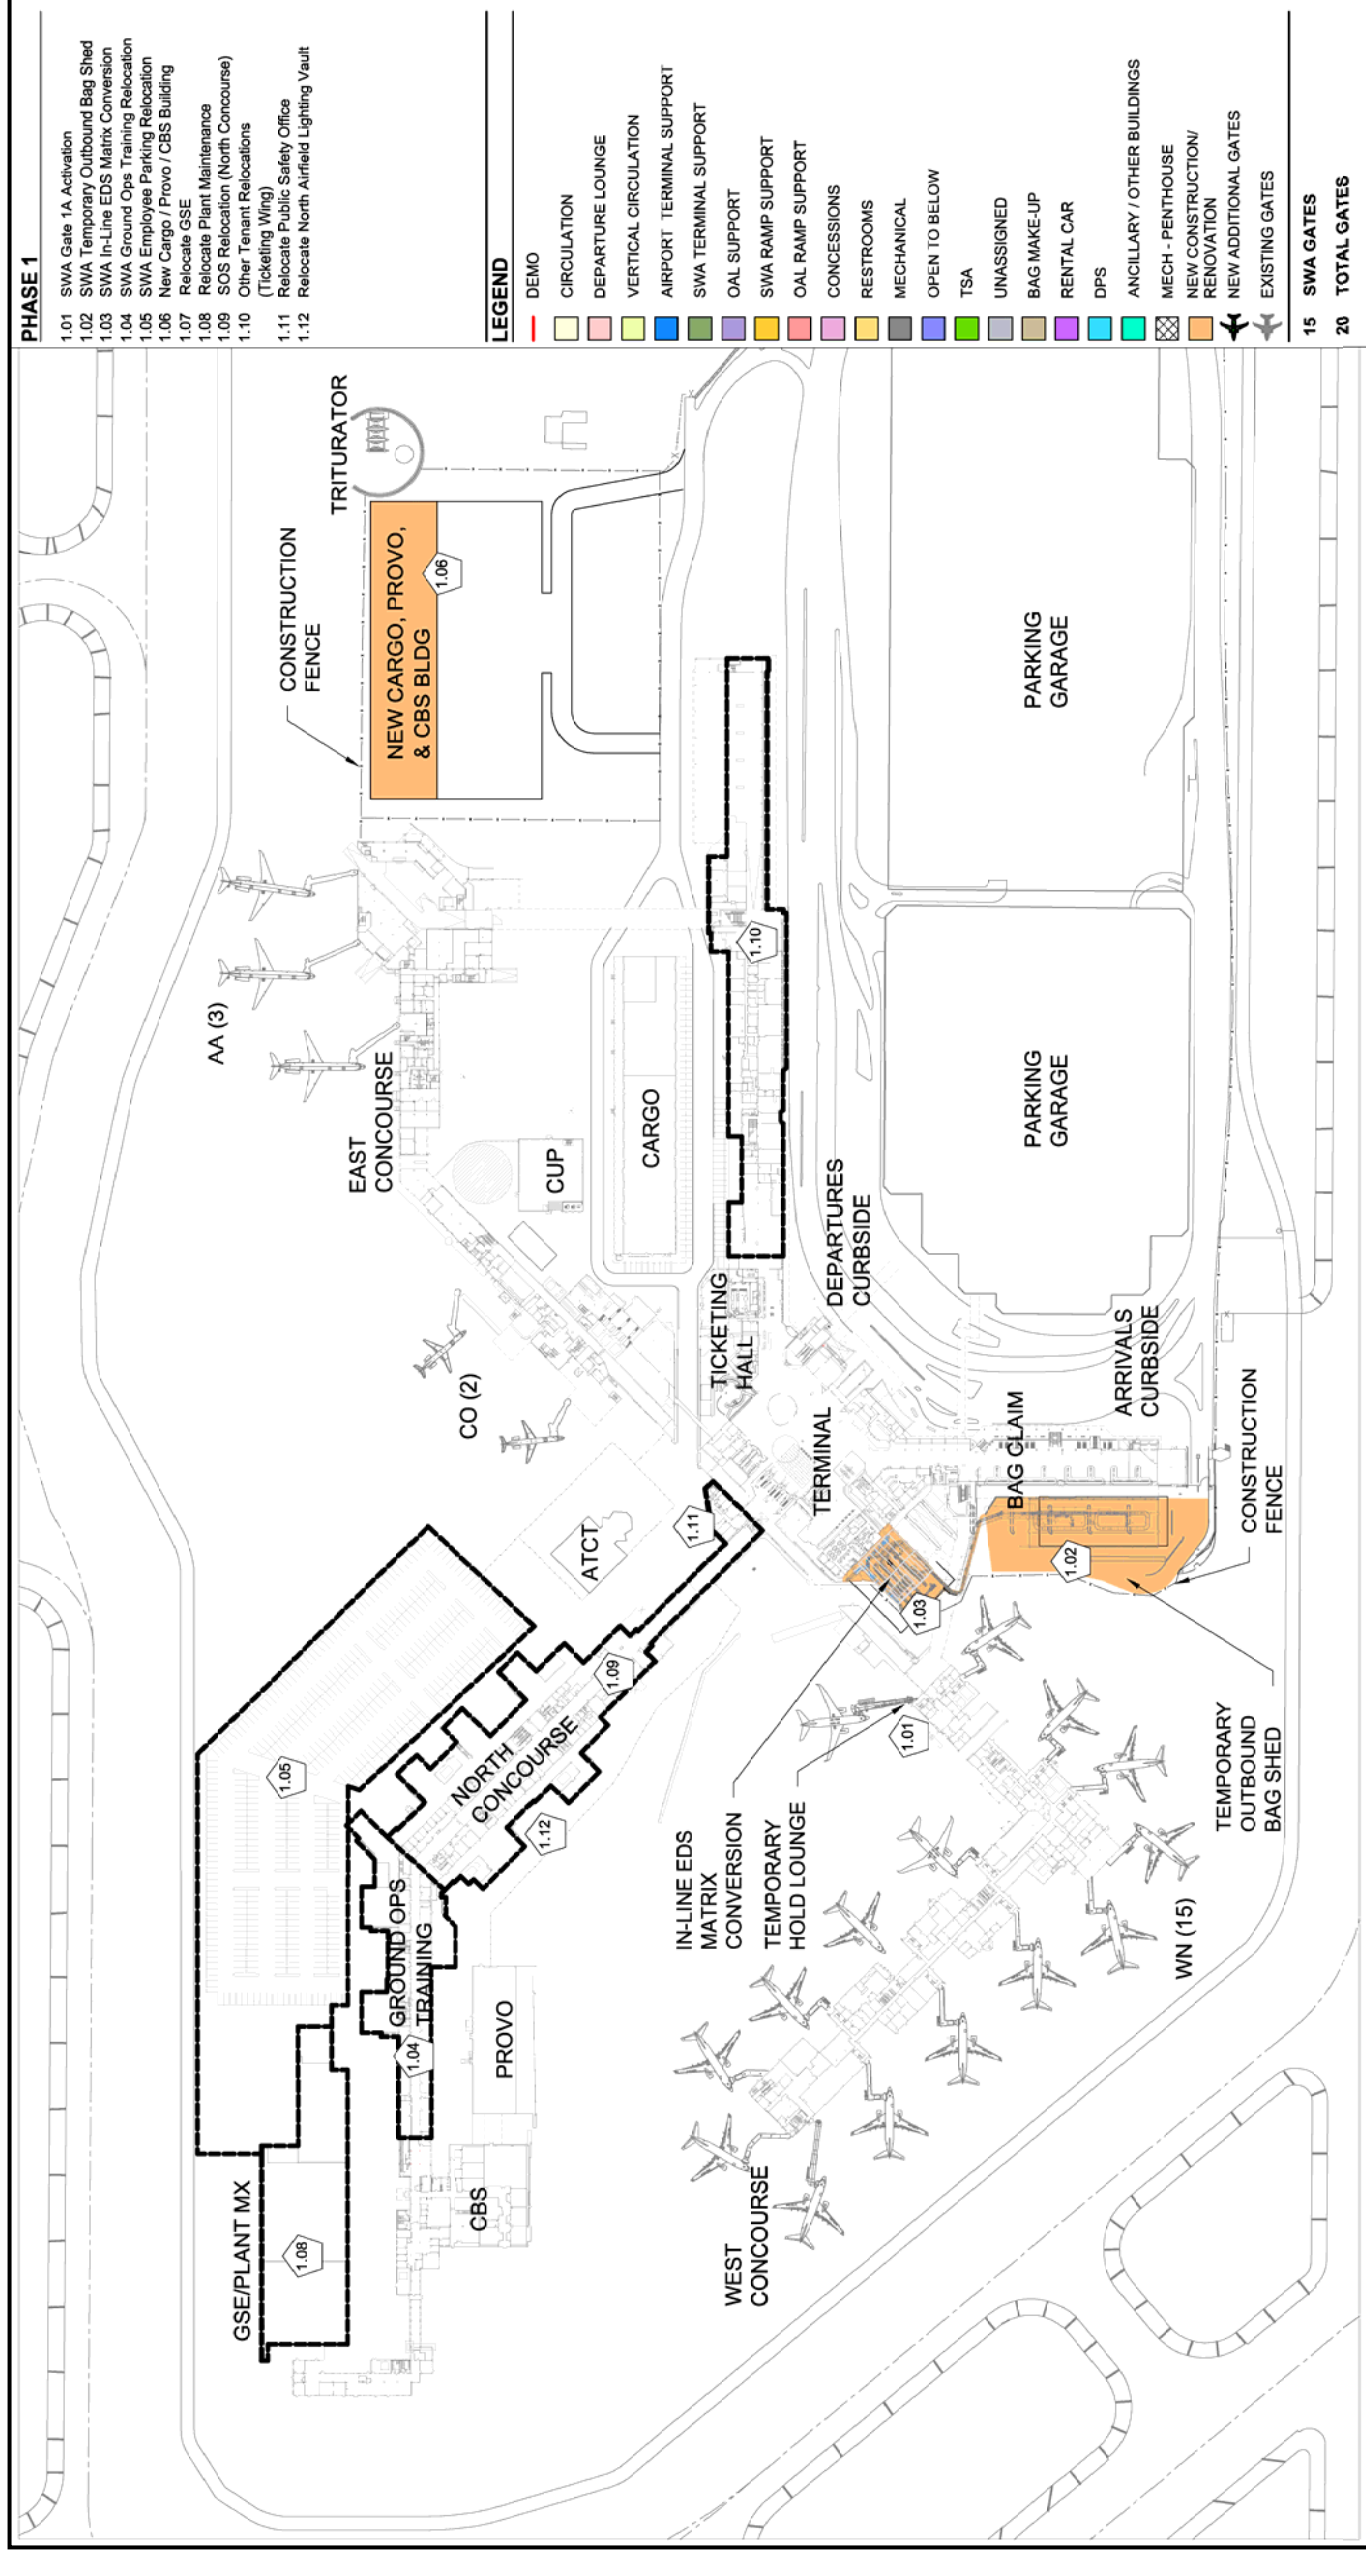 PHASE 1
1.01 SWA Gate 1A Activation
1.02 SWA Temporary Outbound Bag Shed
1.03 SWA In-Line EDS Matrix Conversion
1.04 SWA Ground Ops Training Relocation
1.05 SWA Employee Parking Relocation
1.06 New Cargo / Provo / CBS Building
1.07 Relocate GSE
1.08 Relocate Plant Maintenance
1.09 SOS Relocation (North Concourse)
1.10 Other Tenant Relocations
(Ticketing Wing)
1.11 Relocate Public Safety Office
1.12 Relocate North Airfield Lighting Vault
LEGEND
DEMO
CIRCULATION
DEPARTURE LOUNGE
VERTICAL CIRCULATION
AIRPORT TERMINAL SUPPORT
SWA TERMINAL SUPPORT
OAL SUPPORT
SWA RAMP SUPPORT
OAL RAMP SUPPORT
CONCESSIONS
RESTROOMS
MECHANICAL
OPEN TO BELOW
TSA
UNASSIGNED
BAG MAKE-UP
RENTAL CAR
DPS
ANCILLARY / OTHER BUILDINGS
MECH - PENTHOUSE
NEW CONSTRUCTION/
RENOVATION
NEW ADDITIONAL GATES
EXISTING GATES
15 SWA GATES
20 TOTAL GATES
TRITURATOR
CONSTRUCTION
FENCE
NEW CARGO, PROVO,
& CBS BLDG
1.06
AA (3)
EAST
CONCOURSE
CUP
CARGO
1.10
PARKING
GARAGE
PARKING
GARAGE
CO (2)
TICKETING
HALL
DEPARTURES
CURBSIDE
ARRIVALS
CURBSIDE
TERMINAL
BAG CLAIM
CONSTRUCTION
FENCE
ATCT
1.11
1.03
1.02
1.05
1.09
NORTH
CONCOURSE
1.12
1.01
TEMPORARY
OUTBOUND
BAG SHED
IN-LINE EDS
MATRIX
CONVERSION
TEMPORARY
HOLD LOUNGE
GROUND OPS
TRAINING
1.04
PROVO
WN (15)
GSE/PLANT MX
1.08
CBS
WEST
CONCOURSE